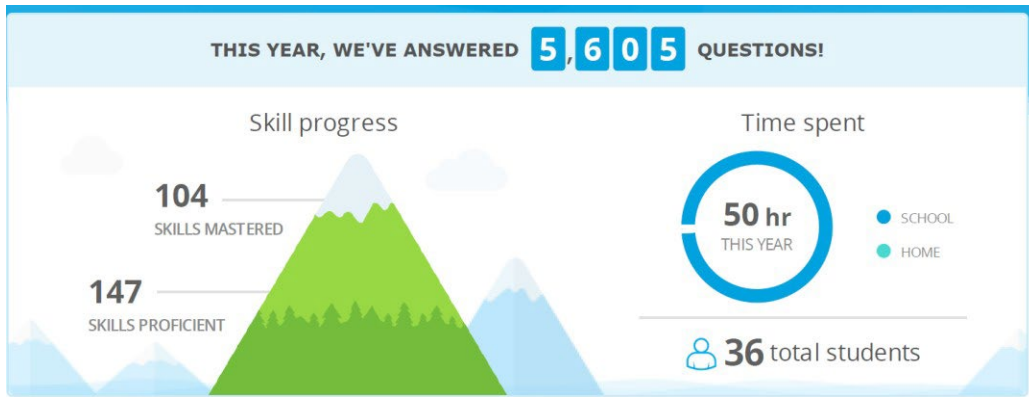 THIS YEAR, WE'VE ANSWERED 5,605 QUESTIONS!
Skill progress
104
SKILLS MASTERED
147
SKILLS PROFICIENT
Time spent
50 hr
THIS YEAR
SCHOOL
HOME
36 total students